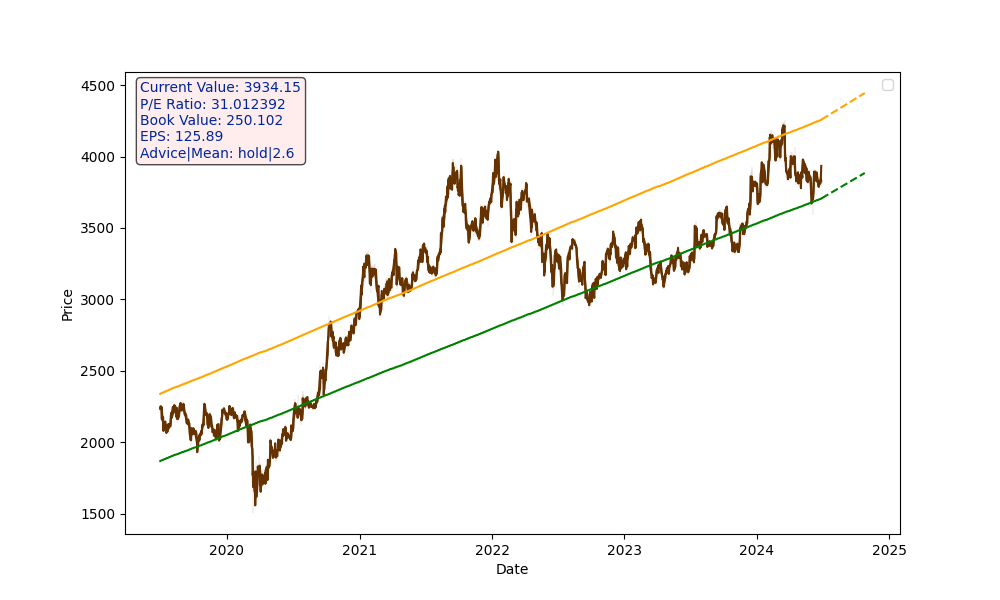 Current Value: 3934.15
P/E Ratio: 31.012392
Book Value: 250.102
EPS: 125.89
Advice|Mean: hold|2.6
4500
4000
3500
3000
2500
2000
1500
Price
2020 2021 2022 2023 2024 2025
Date